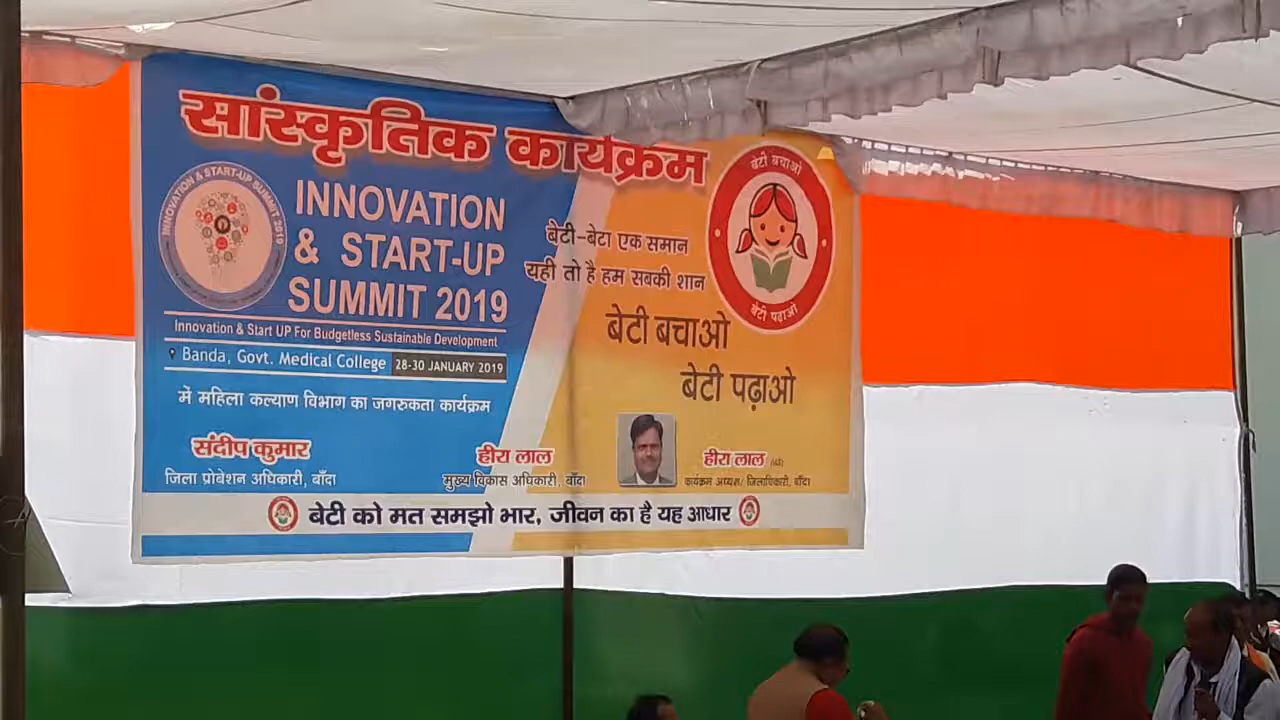 सांस्कृतिक कार्यक्रम
INNOVATION & START-UP SUMMIT 2019
INNOVATION
& START-UP
SUMMIT 2019
Innovation & Start UP For Budgetless Sustainable Development
Banda, Govt. Medical College 28-30 JANUARY 2019
में महिला कल्याण विभाग का जगरुकता कार्यक्रम
बेटी बचाओ
बेटी पढ़ाओ
बेटी-बेटा एक समान
यही तो है हम सबकी शान
बेटी बचाओ
बेटी पढ़ाओ
संदीप कुमार
जिला प्रोबेशन अधिकारी, बाँदा
हीरा लाल
मुख्य विकास अधिकारी, बाँदा
हीरा लाल
कार्यक्रम अध्यक्ष/ जिलाधिकारी, बाँदा
बेटी को मत समझो भार, जीवन का है यह आधार